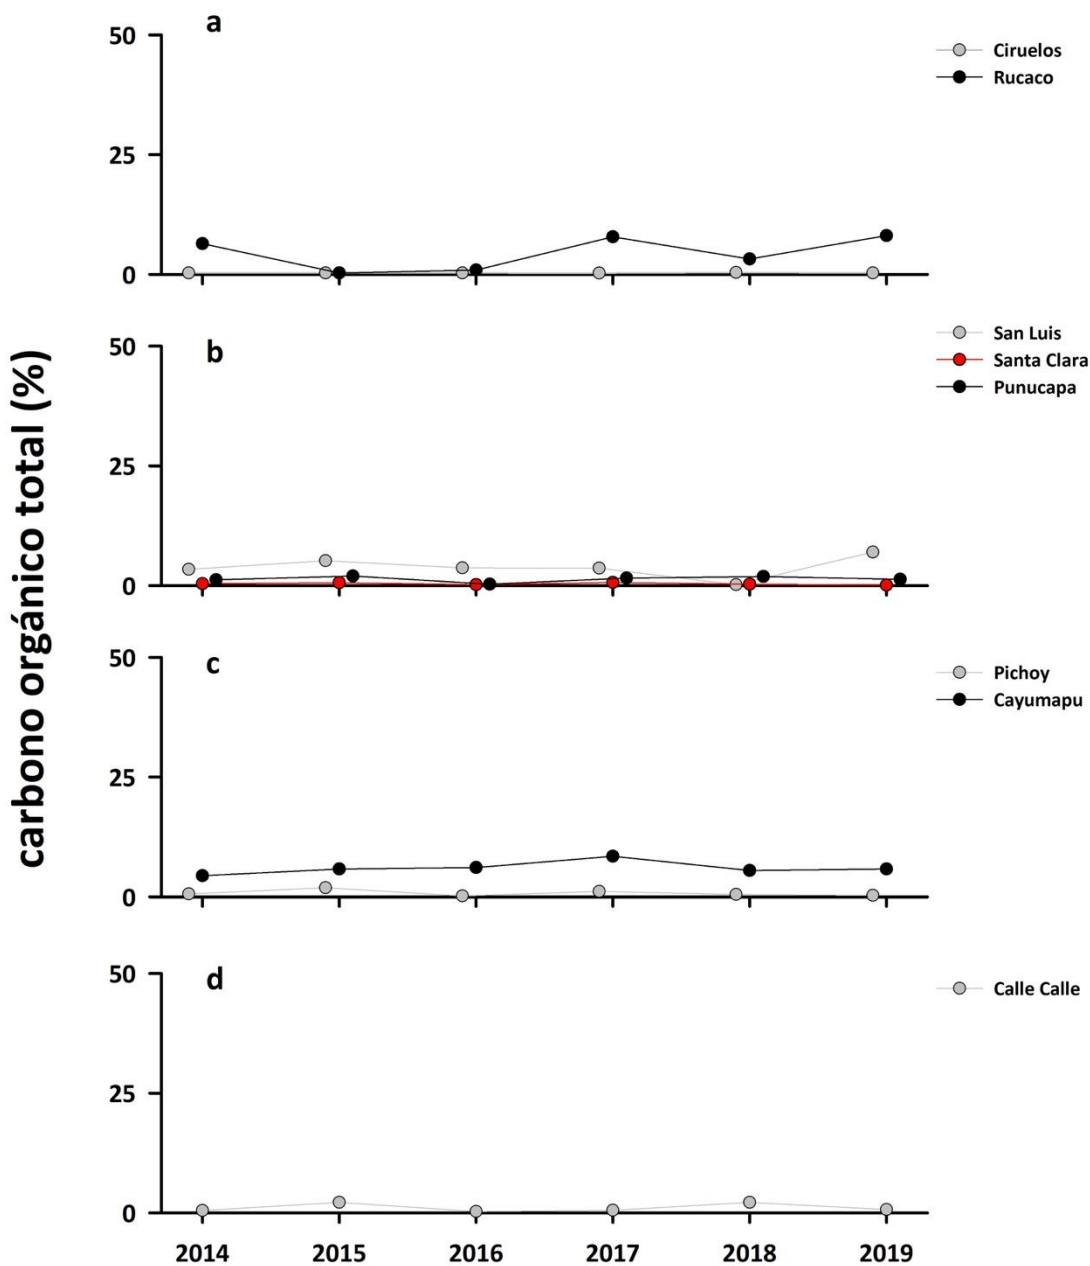 carbono orgánico total (%)
a
50
25
0
Ciruelos
Rucaco
b
50
25
0
San Luis
Santa Clara
Punucapa
c
50
25
0
Pichoy
Cayumapu
d
50
25
0
Calle Calle
2014 2015 2016 2017 2018 2019